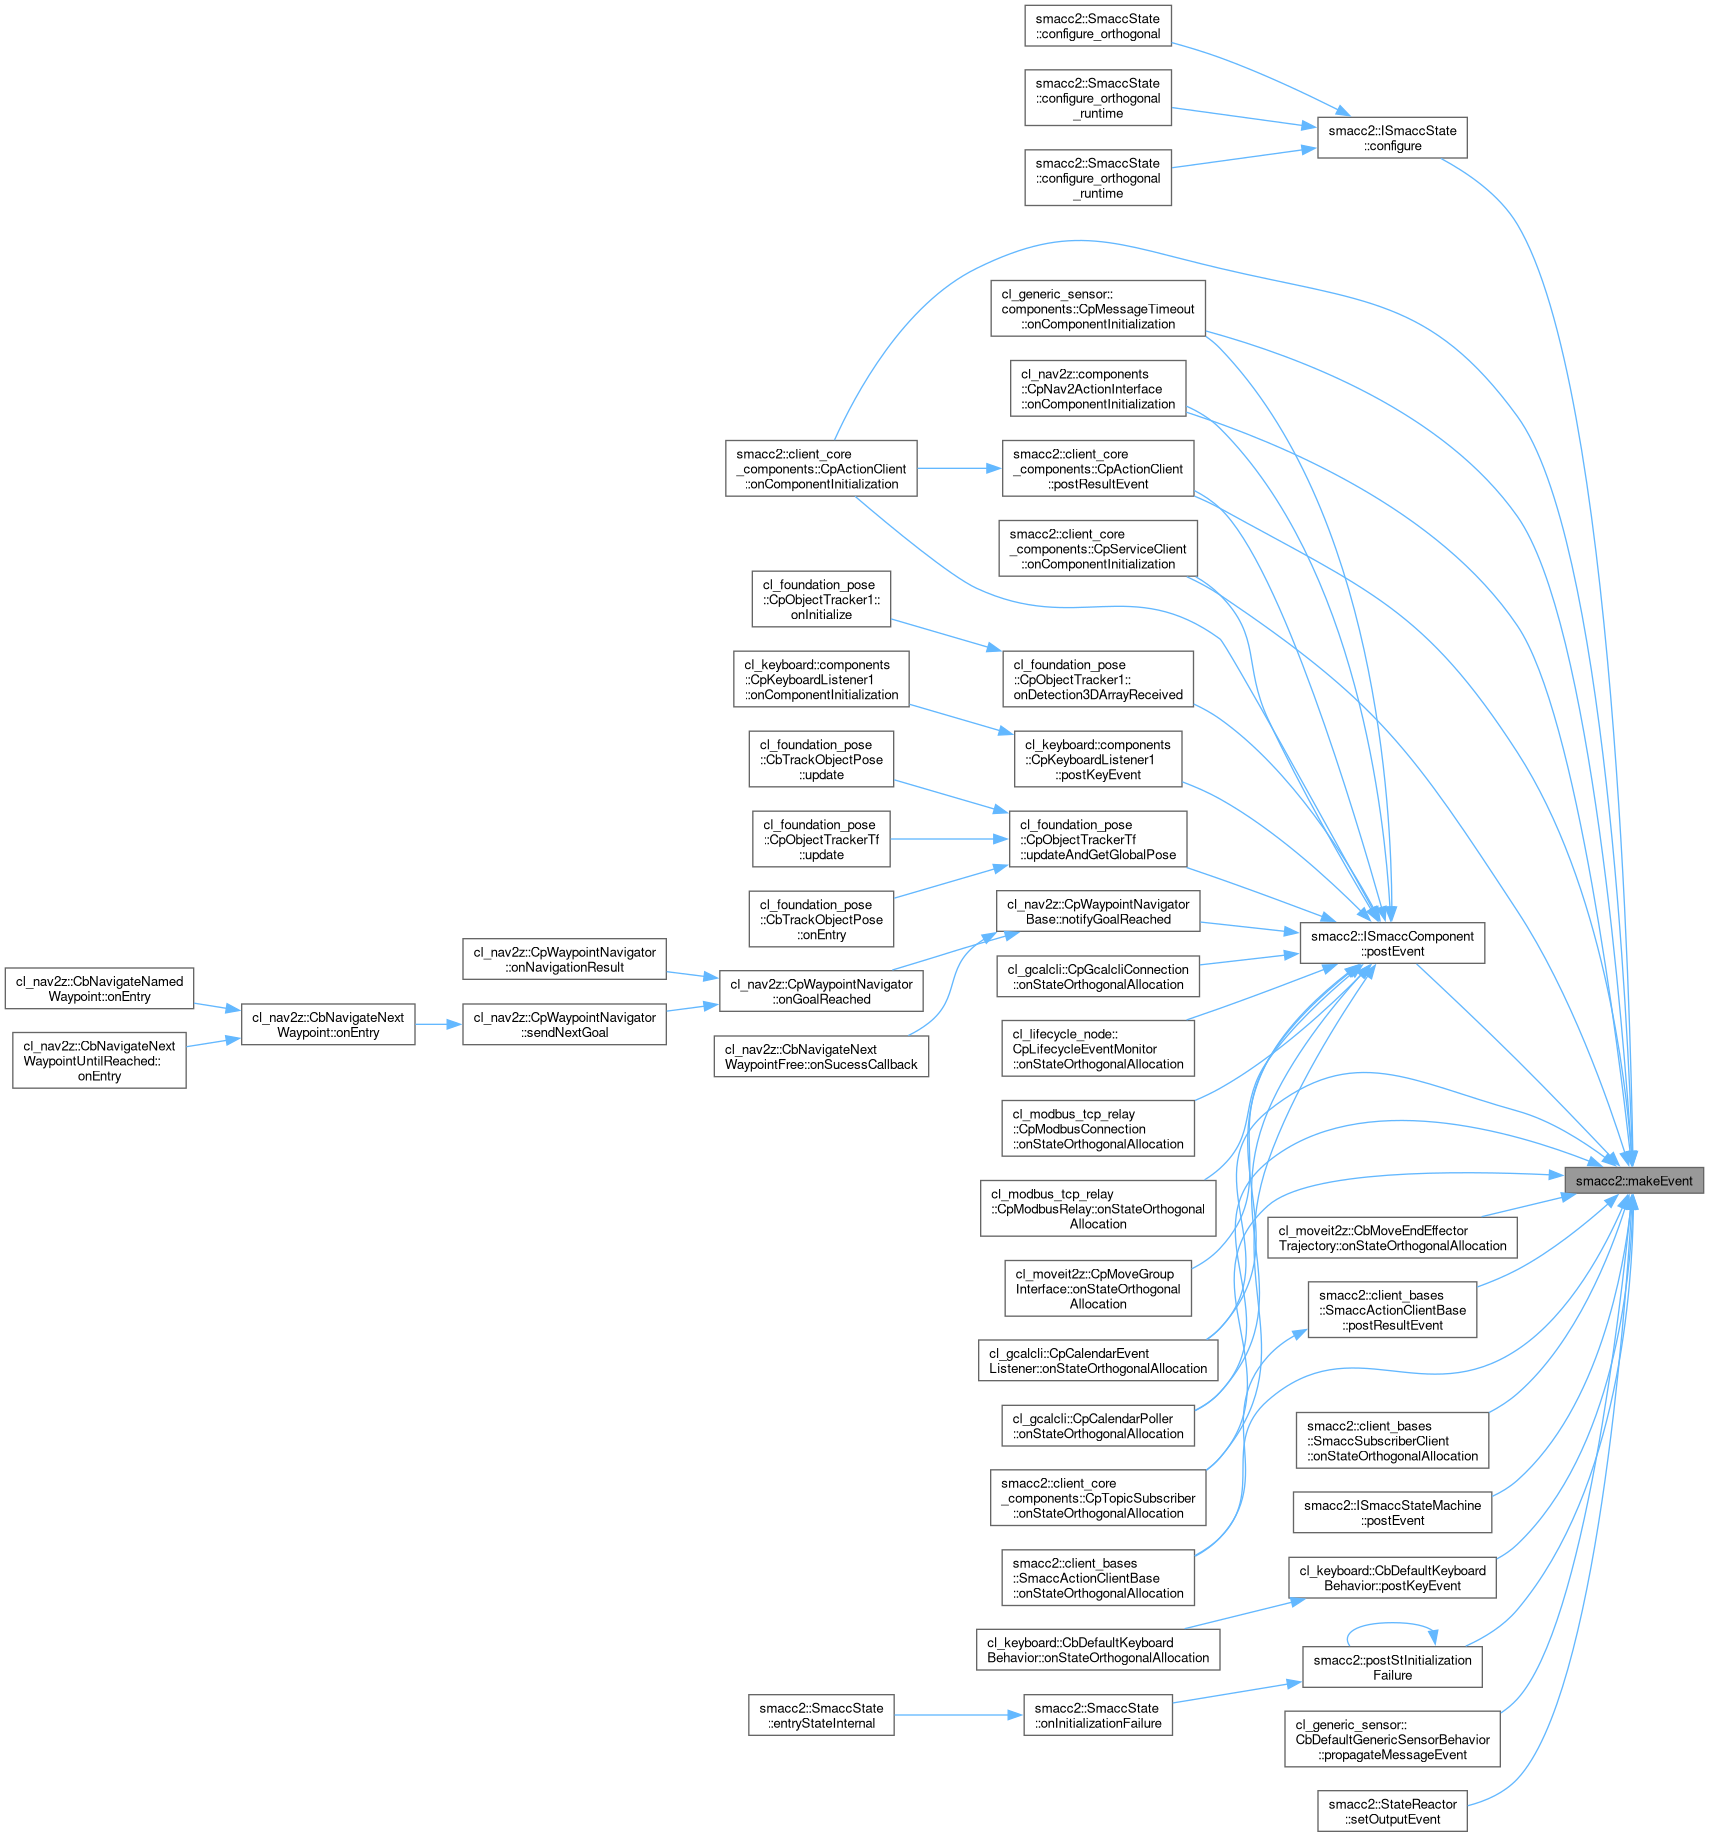 smacc2::SmaccState
::configure_orthogonal
smacc2::SmaccState
::configure_orthogonal
_runtime
smacc2::SmaccState
::configure_orthogonal
_runtime
smacc2::ISmaccState
::configure
cl_generic_sensor::
components::CpMessageTimeout
::onComponentInitialization
cl_nav2z::components
::CpNav2ActionInterface
::onComponentInitialization
smacc2::client_core
_components::CpActionClient
::onComponentInitialization
smacc2::client_core
_components::CpActionClient
::postResultEvent
smacc2::client_core
_components::CpServiceClient
::onComponentInitialization
cl_foundation_pose
::CpObjectTracker1::
onInitialize
cl_foundation_pose
::CpObjectTracker1::
onDetection3DArrayReceived
cl_keyboard::components
::CpKeyboardListener1
::onComponentInitialization
cl_keyboard::components
::CpKeyboardListener1
::postKeyEvent
cl_foundation_pose
::CbTrackObjectPose
::update
cl_foundation_pose
::CpObjectTrackerTf
::update
cl_foundation_pose
::CpObjectTrackerTf
::updateAndGetGlobalPose
cl_foundation_pose
::CbTrackObjectPose
::onEntry
cl_nav2z::CpWaypointNavigator
Base::notifyGoalReached
smacc2::ISmaccComponent
::postEvent
cl_nav2z::CpWaypointNavigator
::onNavigationResult
cl_gcalcli::CpGcalcliConnection
::onStateOrthogonalAllocation
cl_nav2z::CbNavigateNamed
Waypoint::onEntry
cl_nav2z::CpWaypointNavigator
::onGoalReached
cl_nav2z::CbNavigateNext
Waypoint::onEntry
cl_nav2z::CpWaypointNavigator
::sendNextGoal
cl_nav2z::CbNavigateNext
WaypointUntilReached::
onEntry
cl_nav2z::CbNavigateNext
WaypointFree::onSucessCallback
cl_lifecycle_node::
CpLifecycleEventMonitor
::onStateOrthogonalAllocation
cl_modbus_tcp_relay
::CpModbusConnection
::onStateOrthogonalAllocation
smacc2::makeEvent
cl_modbus_tcp_relay
::CpModbusRelay::onStateOrthogonal
Allocation
cl_moveit2z::CbMoveEndEffector
Trajectory::onStateOrthogonalAllocation
cl_moveit2z::CpMoveGroup
Interface::onStateOrthogonal
Allocation
smacc2::client_bases
::SmaccActionClientBase
::postResultEvent
cl_gcalcli::CpCalendarEvent
Listener::onStateOrthogonalAllocation
cl_gcalcli::CpCalendarPoller
::onStateOrthogonalAllocation
smacc2::client_bases
::SmaccSubscriberClient
::onStateOrthogonalAllocation
smacc2::client_core
_components::CpTopicSubscriber
::onStateOrthogonalAllocation
smacc2::ISmaccStateMachine
::postEvent
smacc2::client_bases
::SmaccActionClientBase
::onStateOrthogonalAllocation
cl_keyboard::CbDefaultKeyboard
Behavior::postKeyEvent
cl_keyboard::CbDefaultKeyboard
Behavior::onStateOrthogonalAllocation
smacc2::postStInitialization
Failure
smacc2::SmaccState
::entryStateInternal
smacc2::SmaccState
::onInitializationFailure
cl_generic_sensor::
CbDefaultGenericSensorBehavior
::propagateMessageEvent
smacc2::StateReactor
::setOutputEvent